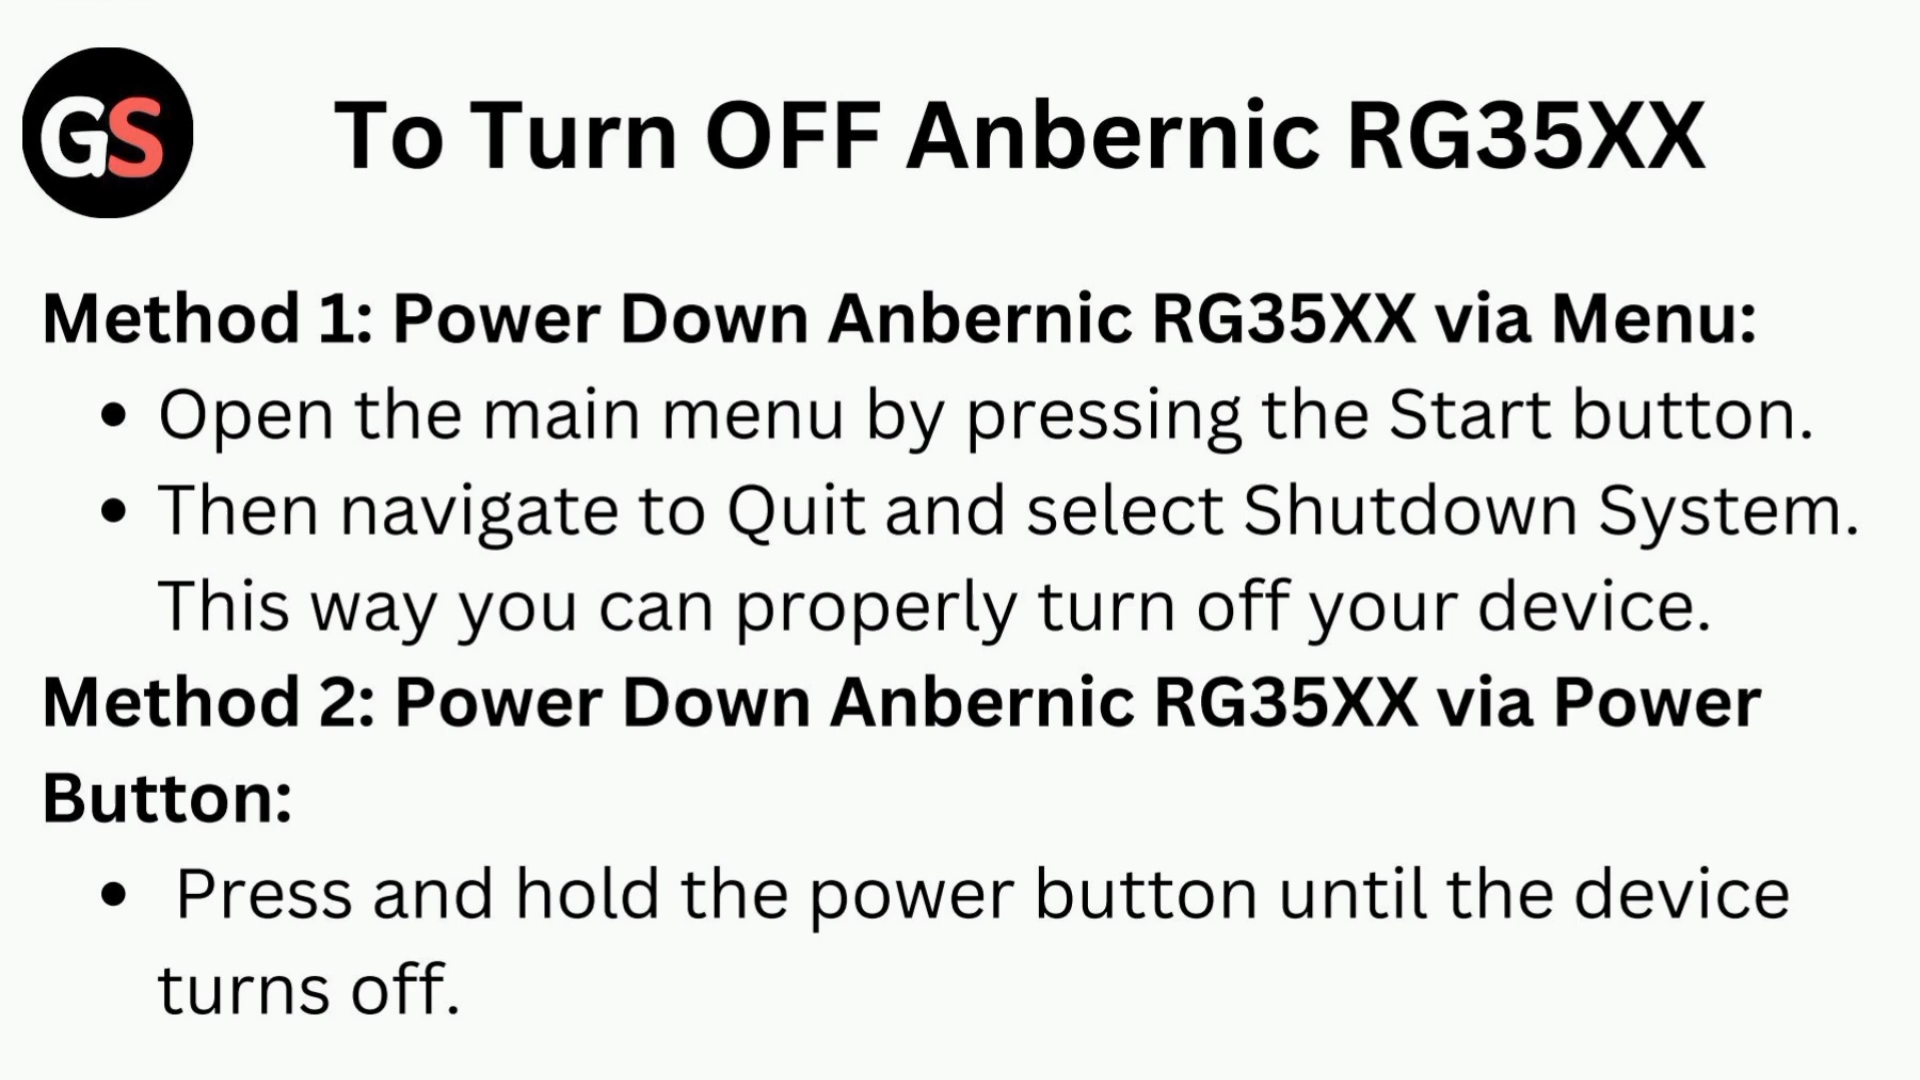 GS
To Turn OFF Anbernic RG35XX
Method 1: Power Down Anbernic RG35XX via Menu:
• Open the main menu by pressing the Start button.
• Then navigate to Quit and select Shutdown System.
This way you can properly turn off your device.
Method 2: Power Down Anbernic RG35XX via Power
Button:
• Press and hold the power button until the device
turns off.